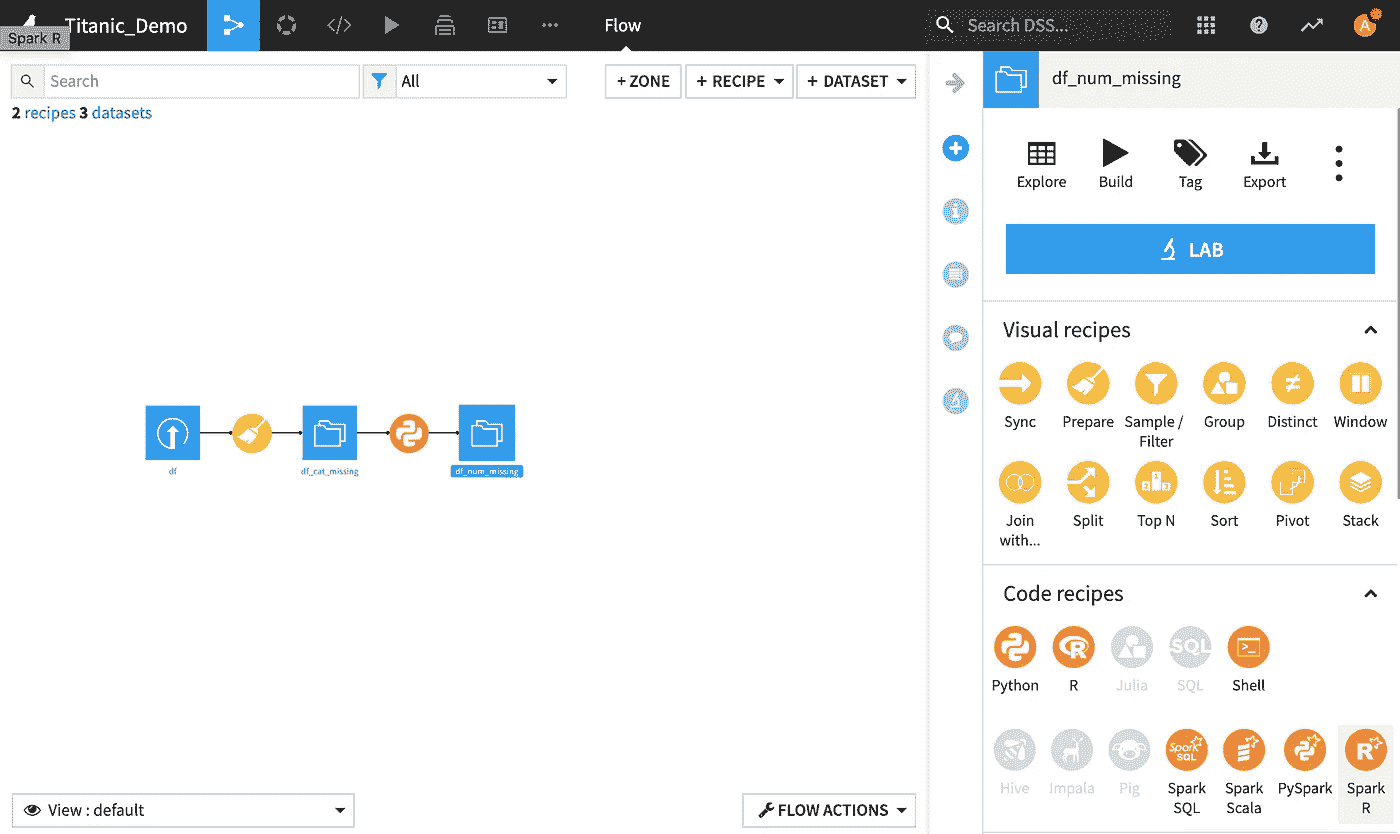 Titanic_Demo
Flow
Search DSS...
A
Spark R
Search
All
+ ZONE
+ RECIPE
+ DATASET
2 recipes 3 datasets
df
df_cat_missing
df_num_missing
View : default
FLOW ACTIONS
df_num_missing
Explore
Build
Tag
Export
LAB
Visual recipes
Sync
Prepare
Sample /
Filter
Group
Distinct
Window
Join
with...
Split
Top N
Sort
Pivot
Stack
Code recipes
Python
R
R
Julia
SQL
SQL
Shell
Hive
Impala
Pig
Spark
SQL
Spark
SQL
Spark
Scala
PySpark
R
Spark
R